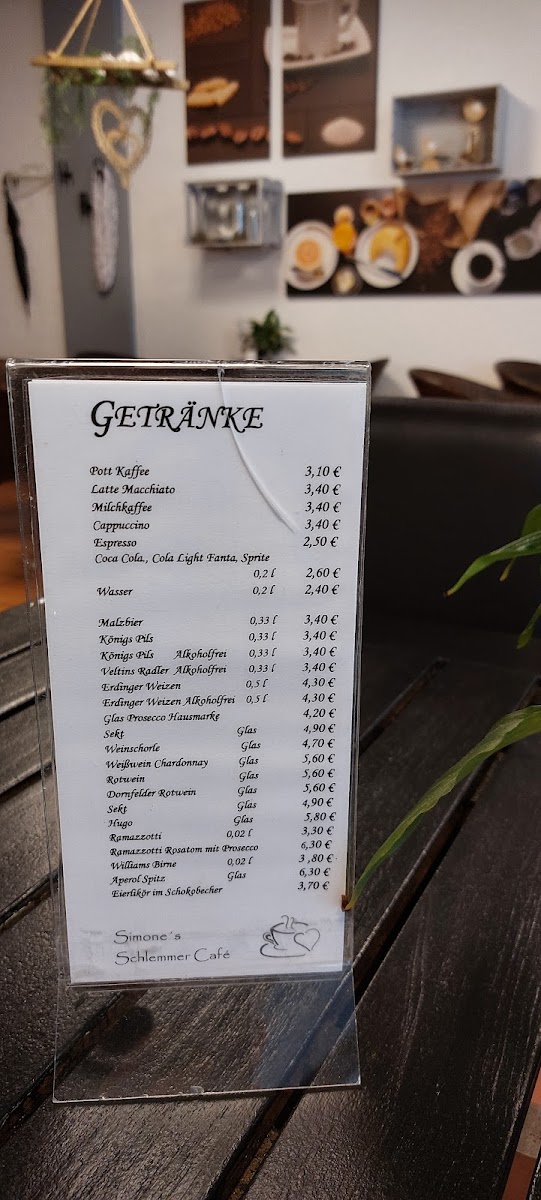 GETRÄNKE
Pott Kaffee 3,10 €
Latte Macchiato 3,40 €
Milchkaffee 3,40 €
Cappuccino 3,40 €
Espresso 2,50 €
Coca Cola., Cola Light Fanta, Sprite
0,2 l 2,60 €
Wasser 0,2 l 2,40 €
Malzbier 0,33 l 3,40 €
Königs Pils 0,33 l 3,40 €
Königs Pils Alkoholfrei 0,33 l 3,40 €
Veltins Radler Alkoholfrei 0,33 l 3,40 €
Erdinger Weizen 0,5 l 4,30 €
Erdinger Weizen Alkoholfrei 0,5 l 4,30 €
Glas Prosecco Hausmarke 4,20 €
Sekt Glas 4,90 €
Weinschorle Glas 4,70 €
Weißwein Chardonnay Glas 5,60 €
Rotwein Glas 5,60 €
Dornfelder Rotwein Glas 5,60 €
Sekt Glas 4,90 €
Hugo Glas 5,80 €
Ramazzotti 0,02 l 3,30 €
Ramazzotti Rosatom mit Prosecco 6,30 €
Williams Birne 0,02 l 3 ,80 €
Aperol Spitz Glas 6,30 €
Eierlikör im Schokobecher 3,70 €
Simone´s
Schlemmer Café